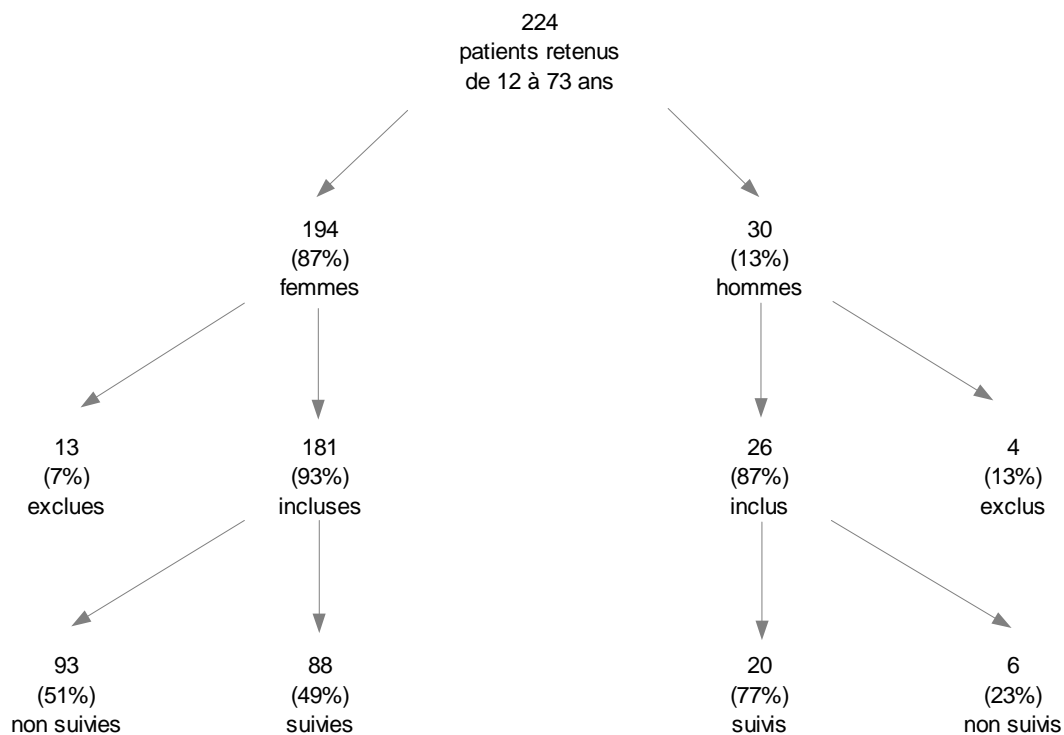 224
patients retenus
de 12 à 73 ans
194
(87%)
femmes
30
(13%)
hommes
13
(7%)
exclues
181
(93%)
incluses
26
(87%)
inclus
4
(13%)
exclus
93
(51%)
non suivies
88
(49%)
suivies
20
(77%)
suivis
6
(23%)
non suivis